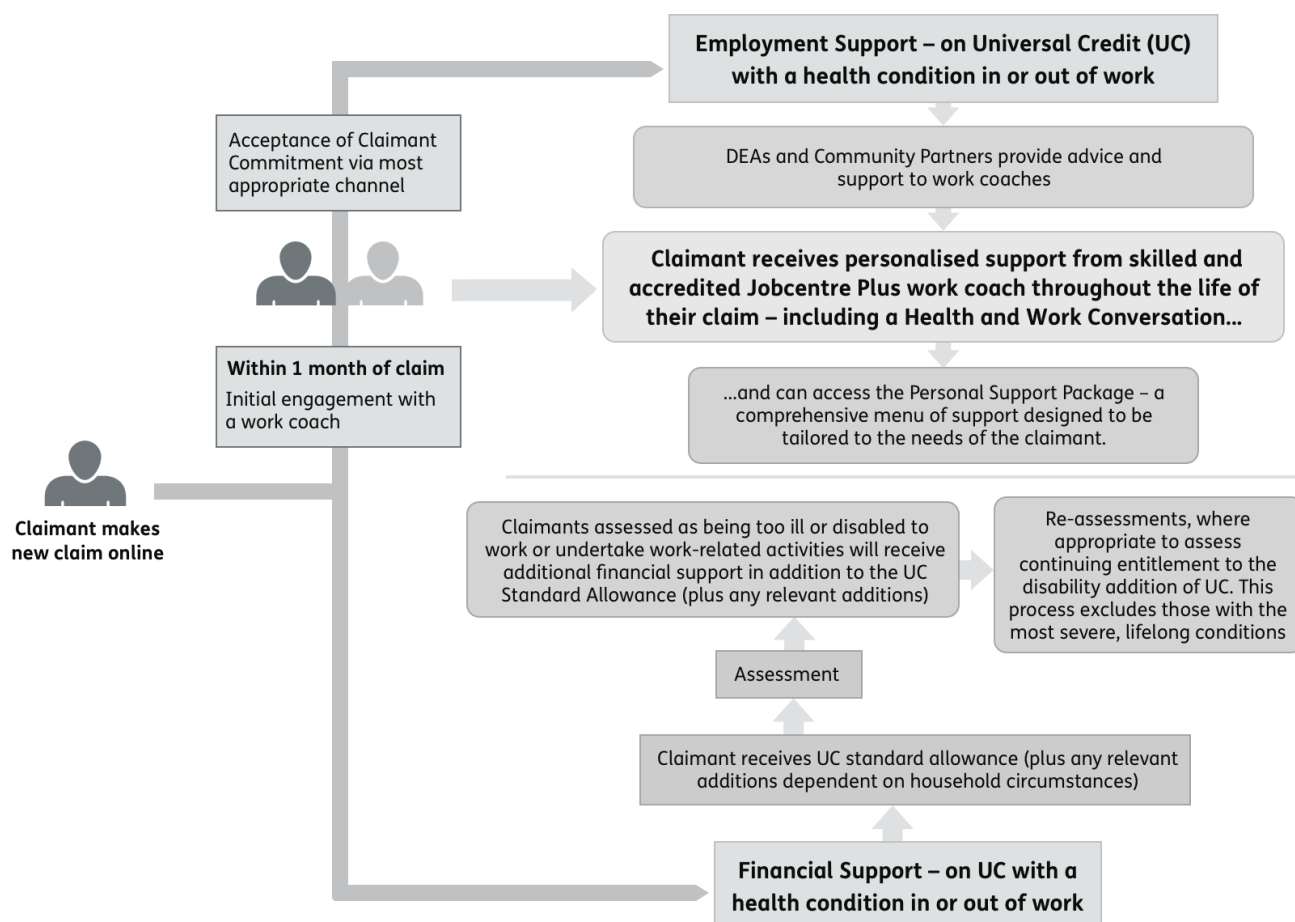 Employment Support – on Universal Credit (UC)
with a health condition in or out of work
Acceptance of Claimant
Commitment via most
appropriate channel
DEAs and Community Partners provide advice and
support to work coaches
Claimant receives personalised support from skilled and
accredited Jobcentre Plus work coach throughout the life of
their claim – including a Health and Work Conversation...
Within 1 month of claim
Initial engagement with
a work coach
...and can access the Personal Support Package – a
comprehensive menu of support designed to be
tailored to the needs of the claimant.
Claimant makes
new claim online
Claimants assessed as being too ill or disabled to
work or undertake work-related activities will receive
additional financial support in addition to the UC
Standard Allowance (plus any relevant additions)
Re-assessments, where
appropriate to assess
continuing entitlement to the
disability addition of UC. This
process excludes those with the
most severe, lifelong conditions
Assessment
Claimant receives UC standard allowance (plus any relevant
additions dependent on household circumstances)
Financial Support – on UC with a
health condition in or out of work